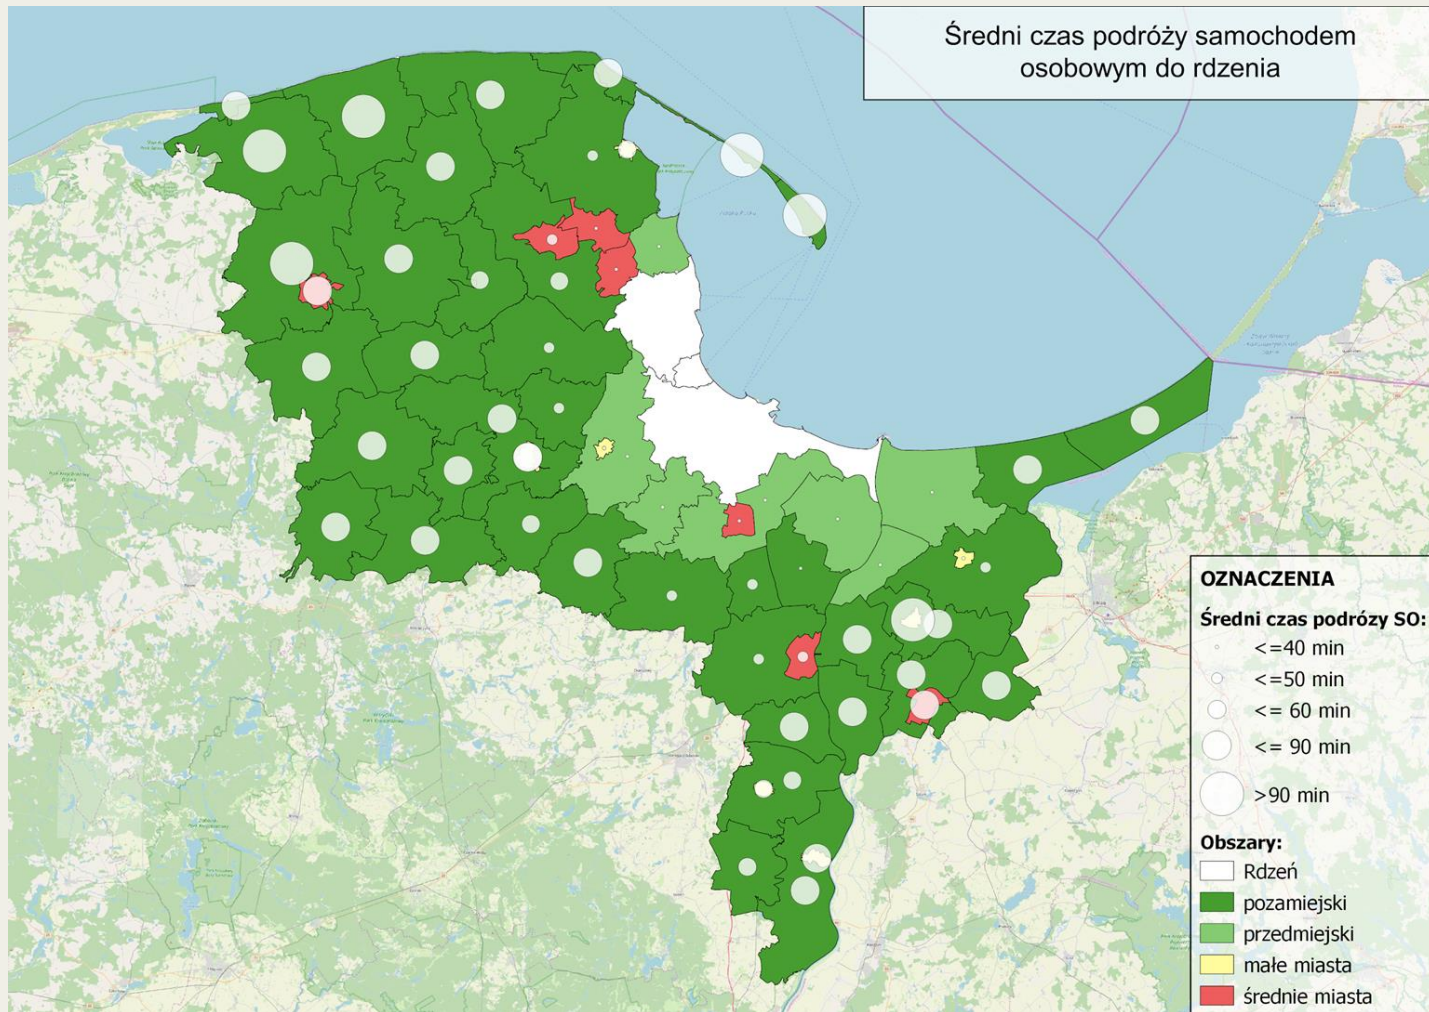 Średni czas podróży samochodem
osobowym do rdzenia
OZNACZENIA
Średni czas podrózy SO:
<=40 min
<=50 min
<= 60 min
<= 90 min
>90 min
Obszary:
Rdzeń
pozamiejski
przedmiejski
małe miasta
średnie miasta